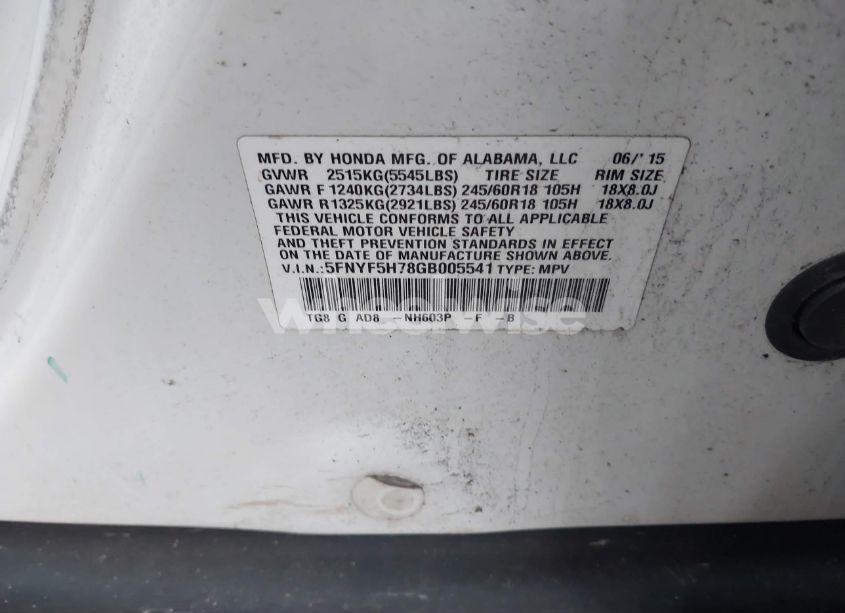 MFD. BY HONDA MFG. OF ALABAMA, LLC 06/'15
GVWR 2515KG(5545LBS) TIRE SIZE RIM SIZE
GAWR F 1240KG(2734LBS) 245/60R18 105H 18X8.0J
GAWR R 1325KG(2921LBS) 245/60R18 105H 18X8.0J
THIS VEHICLE CONFORMS TO ALL APPLICABLE
FEDERAL MOTOR VEHICLE SAFETY
AND THEFT PREVENTION STANDARDS IN EFFECT
ON THE DATE OF MANUFACTURE SHOWN ABOVE.
V.I.N.:5FNYF5H78GB005541 TYPE: MPV
wheelwise
TG8 G AD8 -NH603P -F -B